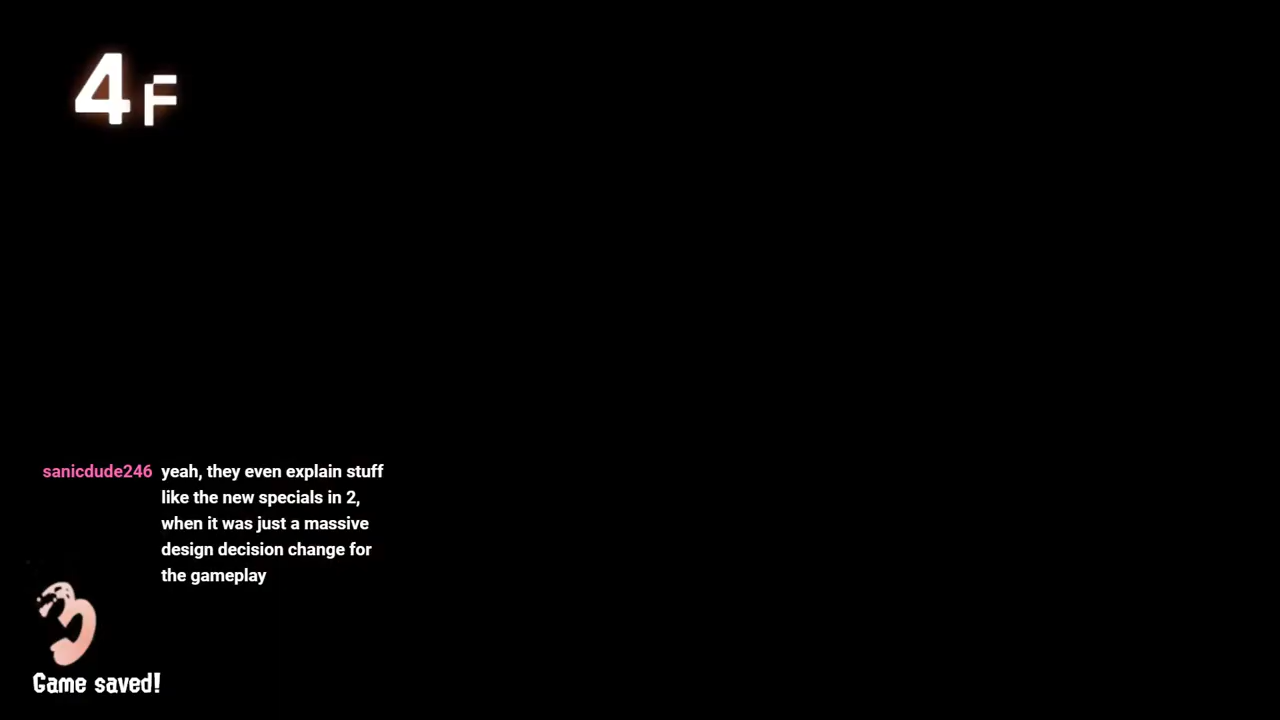 4F
sanicdude246 yeah, they even explain stuff
like the new specials in 2,
when it was just a massive
design decision change for
the gameplay
3
Game saved!